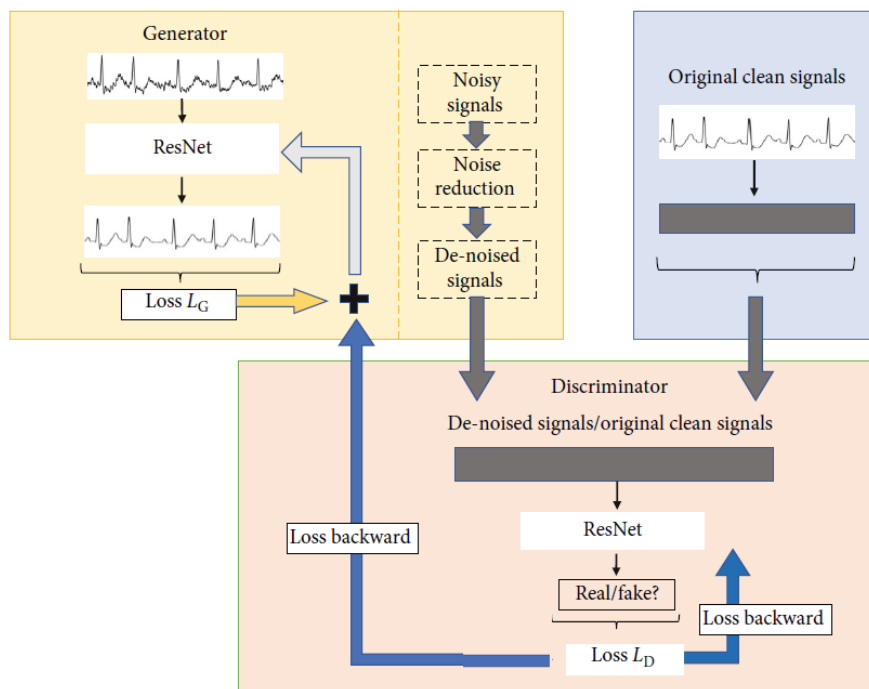 Generator
ResNet
Loss L_G
Noisy
signals
Noise
reduction
De-noised
signals
Original clean signals
Discriminator
De-noised signals/original clean signals
ResNet
Real/fake?
Loss L_D
Loss backward
Loss backward